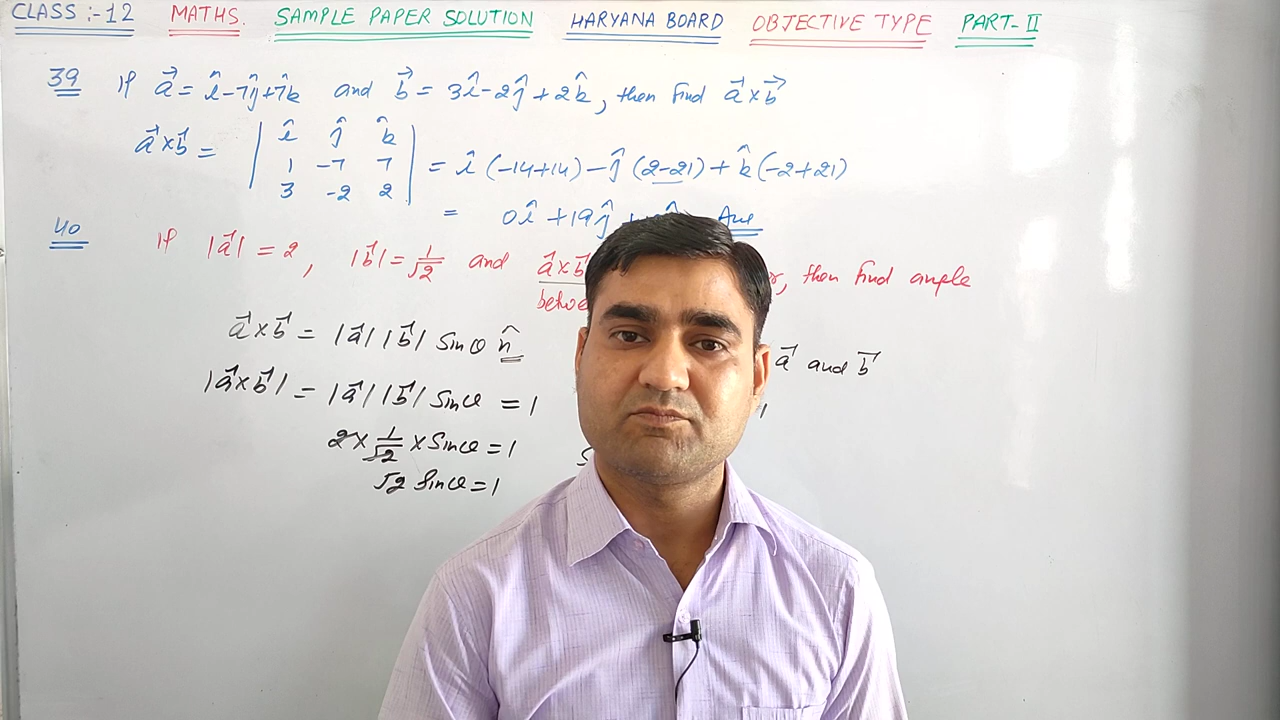 CLASS :- 12 MATHS. SAMPLE PAPER SOLUTION HARYANA BOARD OBJECTIVE TYPE PART-II
39 If a⃗ = î-7ĵ+7k̂ and b⃗ = 3î-2ĵ+2k̂, then find a⃗×b⃗
a⃗×b⃗ = | î ĵ k̂ | = î (-14+14) - ĵ (2-21) + k̂ (-2+21)
1 -7 7
3 -2 2
= 0î + 19ĵ + Ans
40 If |a⃗| = 2, |b⃗| = 1/√2 and a⃗×b⃗ then find angle
a⃗×b⃗ = |a⃗| |b⃗| sinθ n̂ a⃗ and b⃗
|a⃗×b⃗| = |a⃗| |b⃗| sinθ = 1
2 × 1/√2 × sinθ = 1
√2 sinθ = 1